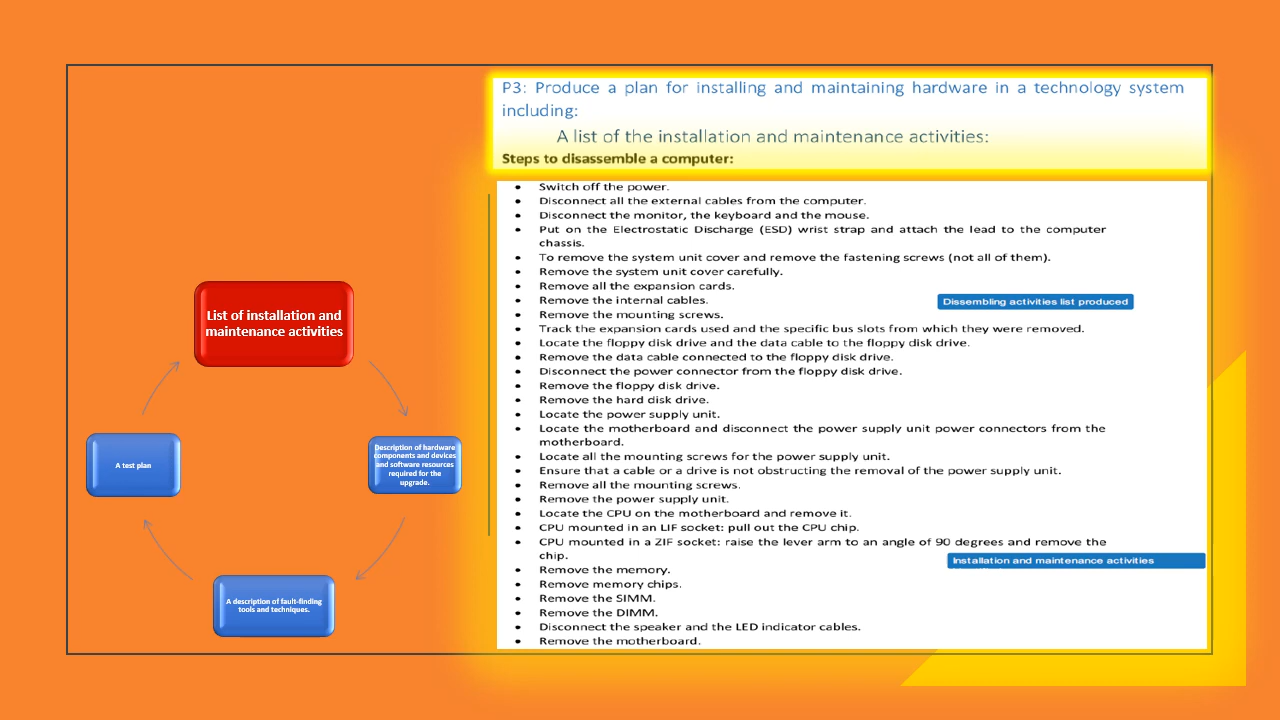 P3: Produce a plan for installing and maintaining hardware in a technology system
including:
A list of the installation and maintenance activities:
Steps to disassemble a computer:
• Switch off the power.
• Disconnect all the external cables from the computer.
• Disconnect the monitor, the keyboard and the mouse.
• Put on the Electrostatic Discharge (ESD) wrist strap and attach the lead to the computer
chassis.
• To remove the system unit cover and remove the fastening screws (not all of them).
• Remove the system unit cover carefully.
• Remove all the expansion cards.
• Remove the internal cables.
Dissembling activities list produced
• Remove the mounting screws.
• Track the expansion cards used and the specific bus slots from which they were removed.
• Locate the floppy disk drive and the data cable to the floppy disk drive.
• Remove the data cable connected to the floppy disk drive.
• Disconnect the power connector from the floppy disk drive.
• Remove the floppy disk drive.
• Remove the hard disk drive.
• Locate the power supply unit.
• Locate the motherboard and disconnect the power supply unit power connectors from the
motherboard.
• Locate all the mounting screws for the power supply unit.
• Ensure that a cable or a drive is not obstructing the removal of the power supply unit.
• Remove all the mounting screws.
• Remove the power supply unit.
• Locate the CPU on the motherboard and remove it.
• CPU mounted in an LIF socket: pull out the CPU chip.
• CPU mounted in a ZIF socket: raise the lever arm to an angle of 90 degrees and remove the
chip.
Installation and maintenance activities
• Remove the memory.
• Remove memory chips.
• Remove the SIMM.
• Remove the DIMM.
• Disconnect the speaker and the LED indicator cables.
• Remove the motherboard.
List of installation and
maintenance activities
Description of hardware
components and devices
and software resources
required for the
upgrade.
A description of fault-finding
tools and techniques.
A test plan